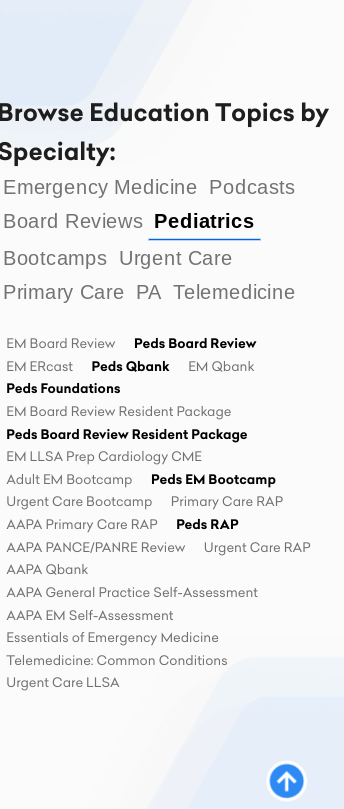 Browse Education Topics by
Specialty:
Emergency Medicine Podcasts
Board Reviews Pediatrics
Bootcamps Urgent Care
Primary Care PA Telemedicine
EM Board Review Peds Board Review
EM ERcast Peds Qbank EM Qbank
Peds Foundations
EM Board Review Resident Package
Peds Board Review Resident Package
EM LLSA Prep Cardiology CME
Adult EM Bootcamp Peds EM Bootcamp
Urgent Care Bootcamp Primary Care RAP
AAPA Primary Care RAP Peds RAP
AAPA PANCE/PANRE Review Urgent Care RAP
AAPA Qbank
AAPA General Practice Self-Assessment
AAPA EM Self-Assessment
Essentials of Emergency Medicine
Telemedicine: Common Conditions
Urgent Care LLSA